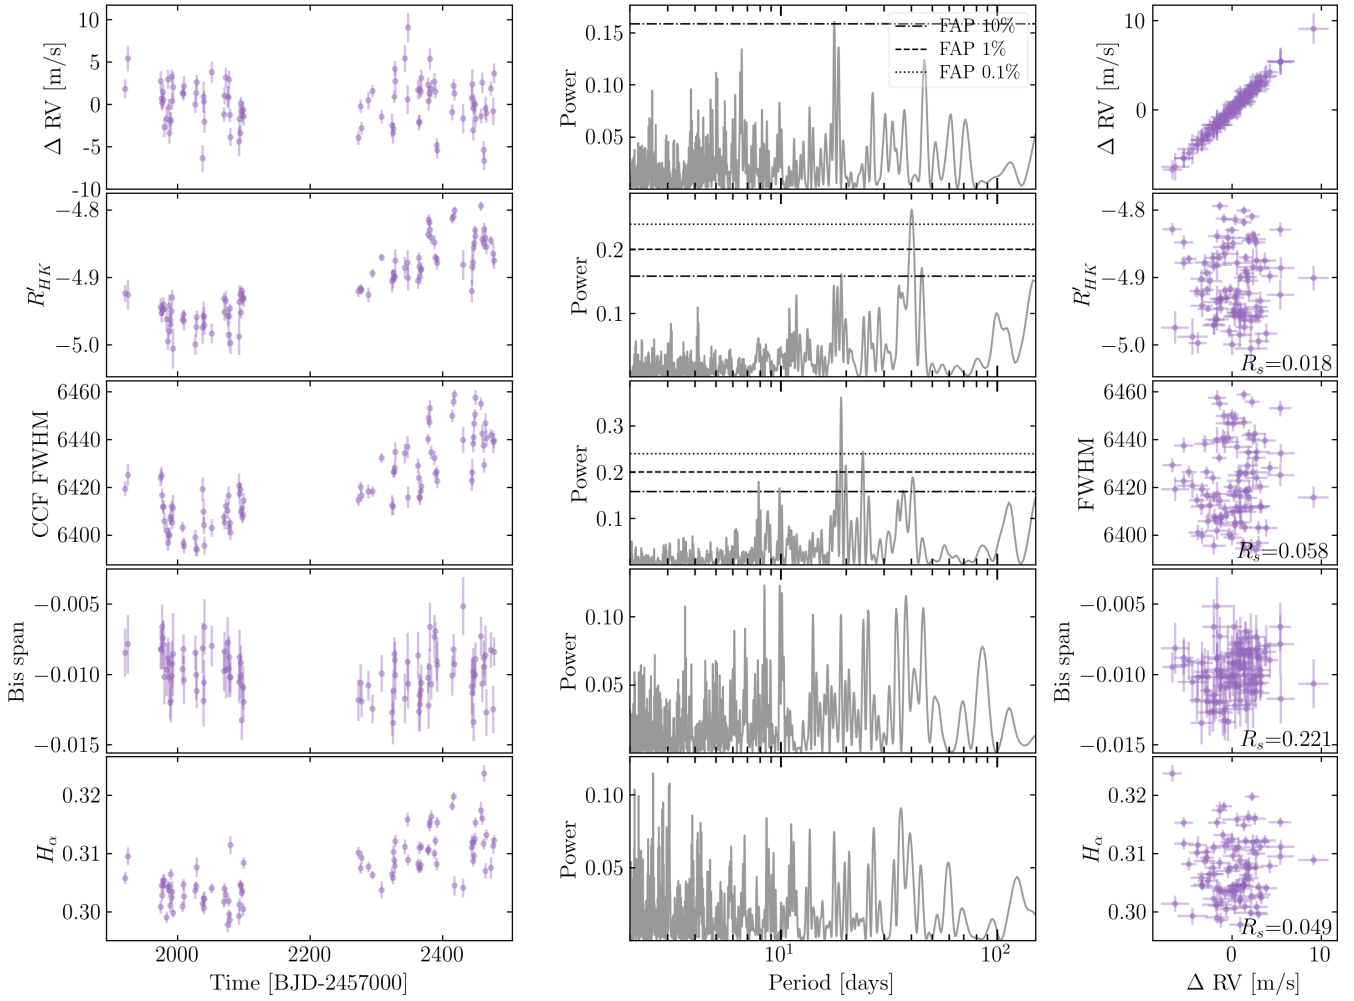 10
5
0
-5
-10
Δ RV [m/s]
0.15
0.10
0.05
Power
FAP 10%
FAP 1%
FAP 0.1%
10
0
Δ RV [m/s]
−4.8
−4.9
−5.0
R′HK
0.2
0.1
Power
−4.8
−4.9
−5.0
R′HK
Rs=0.018
6460
6440
6420
6400
CCF FWHM
0.3
0.2
0.1
Power
6460
6440
6420
6400
FWHM
Rs=0.058
−0.005
−0.010
−0.015
Bis span
0.10
0.05
Power
−0.005
−0.010
−0.015
Bis span
Rs=0.221
0.32
0.31
0.30
Hα
0.10
0.05
Power
0.32
0.31
0.30
Hα
Rs=0.049
2000 2200 2400
Time [BJD-2457000]
10¹ 10²
Period [days]
0 10
Δ RV [m/s]